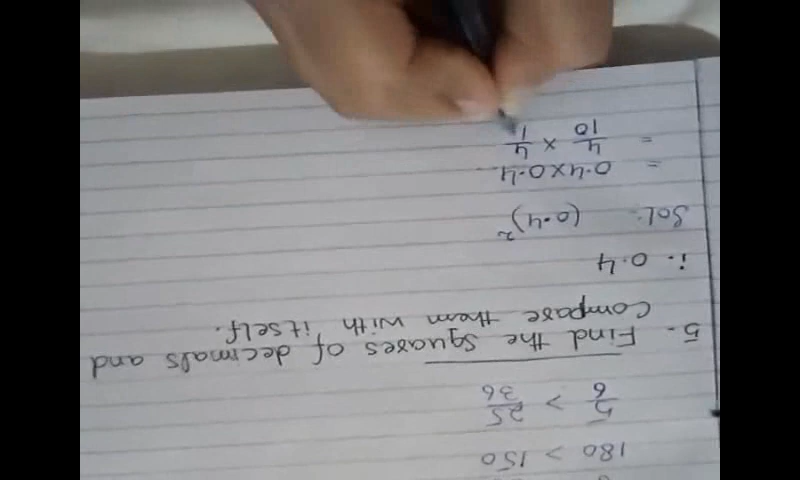 180 > 150
5/6 > 25/36
5. Find the squares of decimals and
Compare them with itself.
i. 0.4
Sol: (0.4)²
= 0.4×0.4
= 4/10 × 4/1